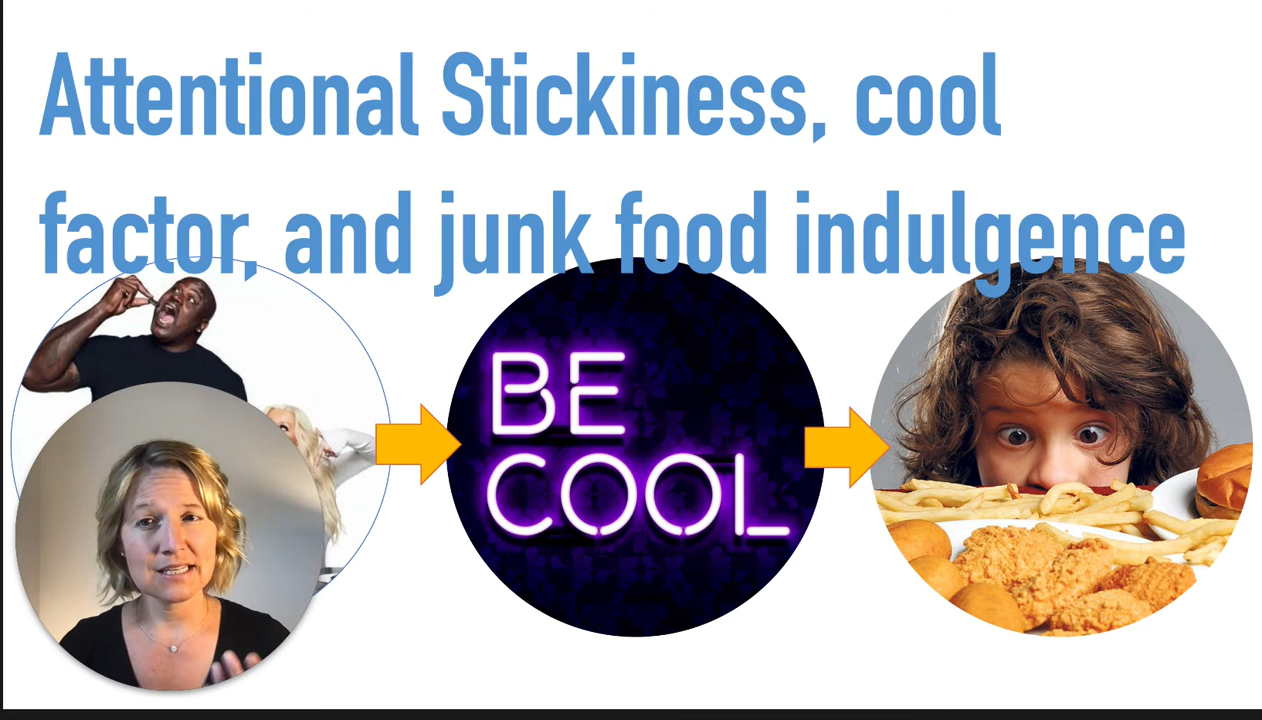 Attentional Stickiness, cool
factor, and junk food indulgence
BE
COOL